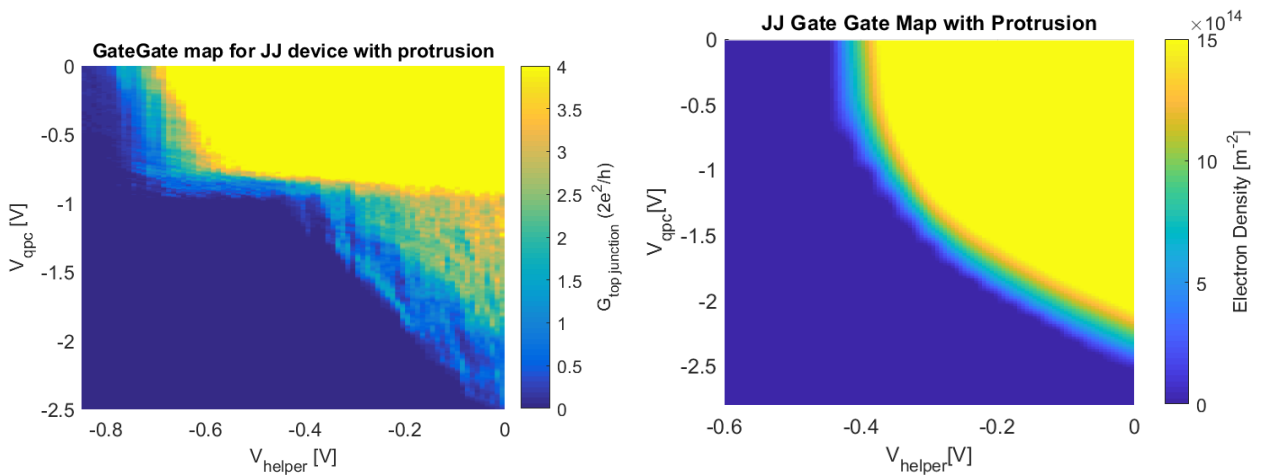 GateGate map for JJ device with protrusion
0
-0.5
-1
-1.5
-2
-2.5
V_qpc [V]
-0.8 -0.6 -0.4 -0.2 0
V_helper [V]
4
3.5
3
2.5
2
1.5
1
0.5
0
G_top junction (2e^2/h)
JJ Gate Gate Map with Protrusion
0
-0.5
-1
-1.5
-2
-2.5
V_qpc[V]
-0.6 -0.4 -0.2 0
V_helper[V]
×10^14
15
10
5
0
Electron Density [m^-2]